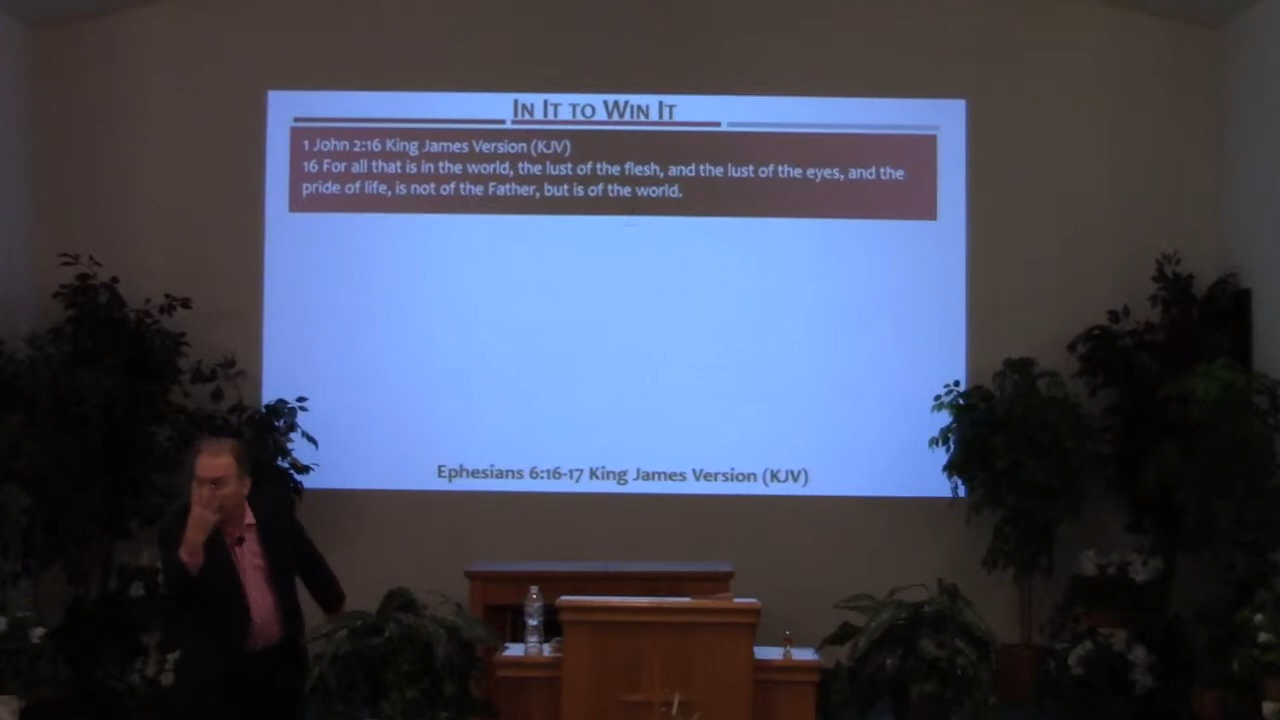 In It to Win It
1 John 2:16 King James Version (KJV)
16 For all that is in the world, the lust of the flesh, and the lust of the eyes, and the
pride of life, is not of the Father, but is of the world.
Ephesians 6:16-17 King James Version (KJV)